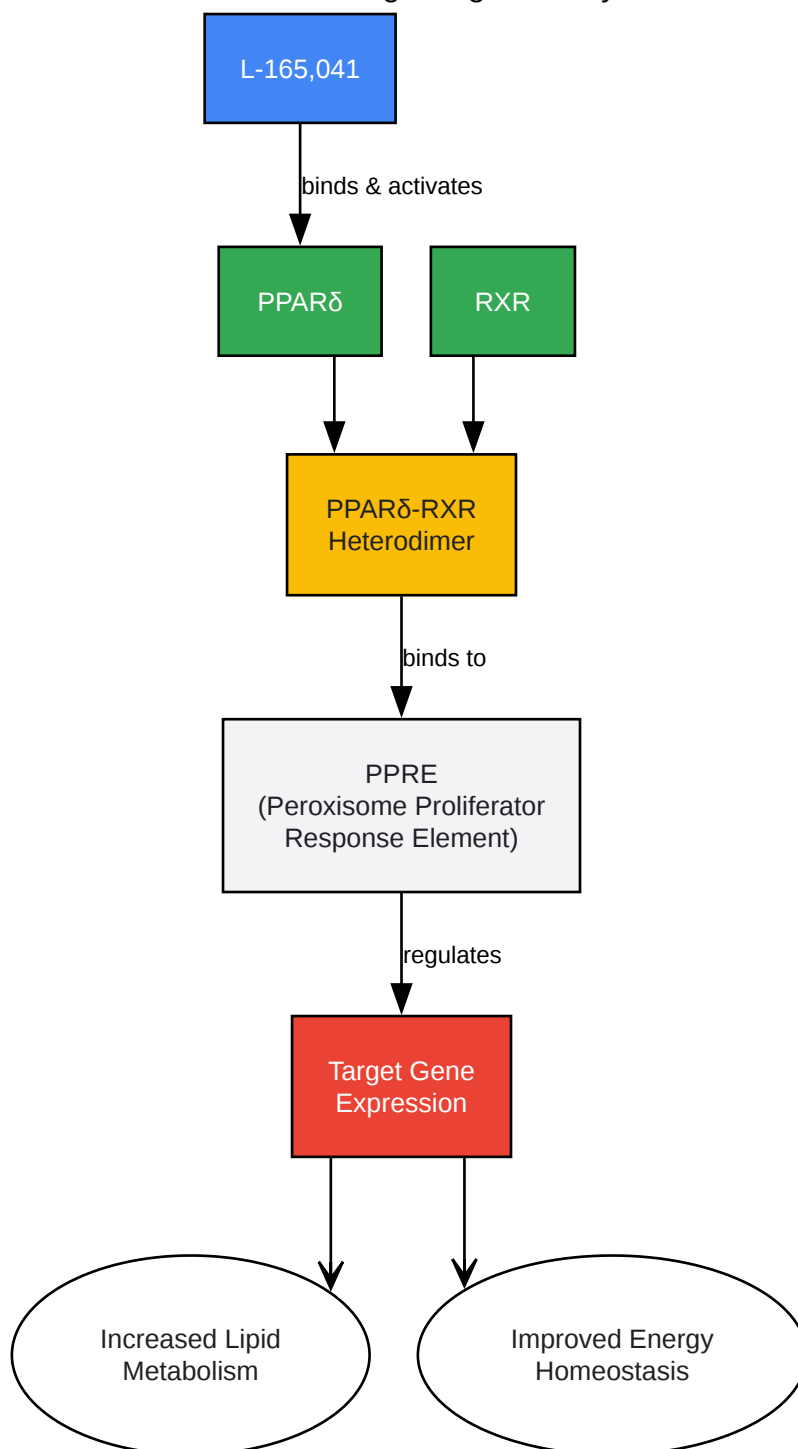 L-165,041
binds & activates
PPARδ
RXR
PPARδ-RXR
Heterodimer
binds to
PPRE
(Peroxisome Proliferator
Response Element)
regulates
Target Gene
Expression
Increased Lipid
Metabolism
Improved Energy
Homeostasis